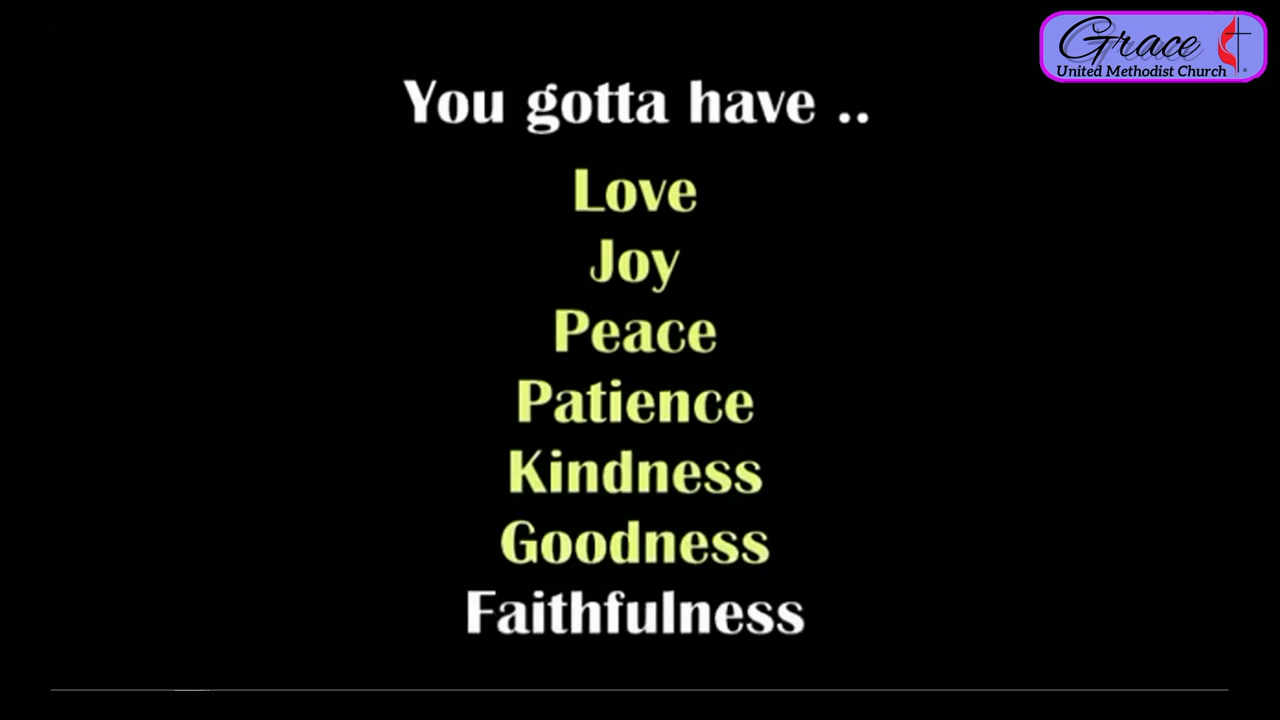 Grace
United Methodist Church
You gotta have ..
Love
Joy
Peace
Patience
Kindness
Goodness
Faithfulness